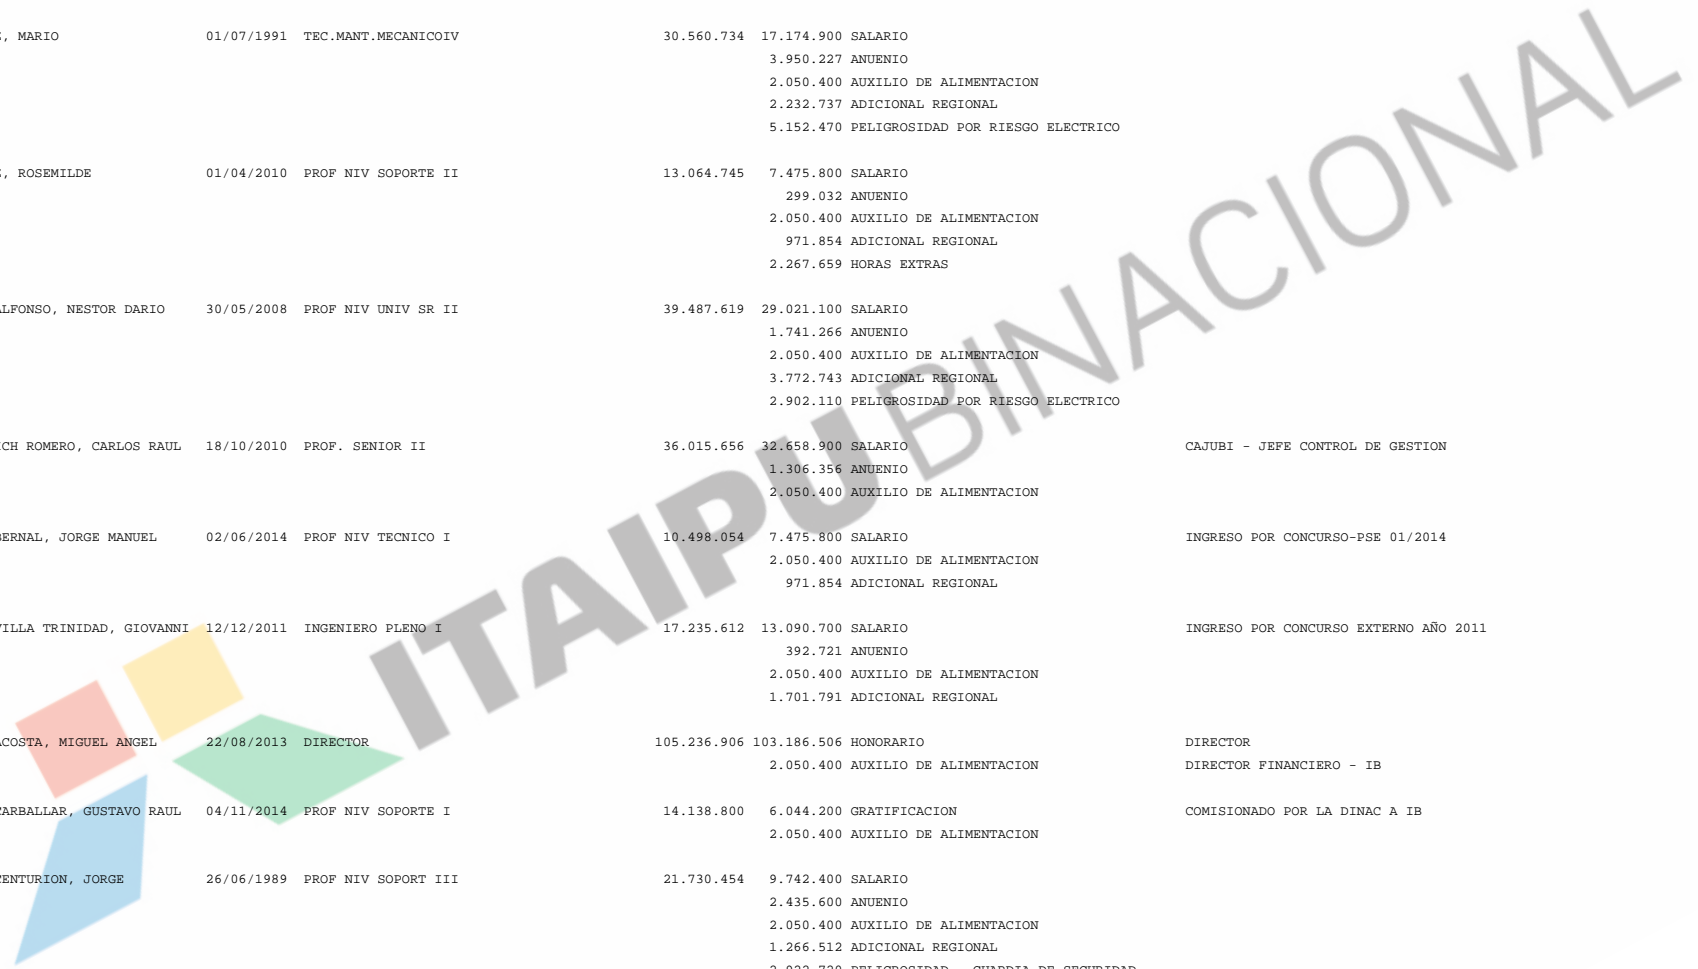 , MARIO 01/07/1991 TEC.MANT.MECANICOIV 30.560.734 17.174.900 SALARIO
3.950.227 ANUENIO
2.050.400 AUXILIO DE ALIMENTACION
2.232.737 ADICIONAL REGIONAL
5.152.470 PELIGROSIDAD POR RIESGO ELECTRICO
, ROSEMILDE 01/04/2010 PROF NIV SOPORTE II 13.064.745 7.475.800 SALARIO
299.032 ANUENIO
2.050.400 AUXILIO DE ALIMENTACION
971.854 ADICIONAL REGIONAL
2.267.659 HORAS EXTRAS
ALFONSO, NESTOR DARIO 30/05/2008 PROF NIV UNIV SR II 39.487.619 29.021.100 SALARIO
1.741.266 ANUENIO
2.050.400 AUXILIO DE ALIMENTACION
3.772.743 ADICIONAL REGIONAL
2.902.110 PELIGROSIDAD POR RIESGO ELECTRICO
ICH ROMERO, CARLOS RAUL 18/10/2010 PROF. SENIOR II 36.015.656 32.658.900 SALARIO CAJUBI - JEFE CONTROL DE GESTION
1.306.356 ANUENIO
2.050.400 AUXILIO DE ALIMENTACION
BERNAL, JORGE MANUEL 02/06/2014 PROF NIV TECNICO I 10.498.054 7.475.800 SALARIO INGRESO POR CONCURSO-PSE 01/2014
2.050.400 AUXILIO DE ALIMENTACION
971.854 ADICIONAL REGIONAL
VILLA TRINIDAD, GIOVANNI 12/12/2011 INGENIERO PLENO I 17.235.612 13.090.700 SALARIO INGRESO POR CONCURSO EXTERNO AÑO 2011
392.721 ANUENIO
2.050.400 AUXILIO DE ALIMENTACION
1.701.791 ADICIONAL REGIONAL
ACOSTA, MIGUEL ANGEL 22/08/2013 DIRECTOR 105.236.906 103.186.506 HONORARIO DIRECTOR
2.050.400 AUXILIO DE ALIMENTACION DIRECTOR FINANCIERO - IB
CARBALLAR, GUSTAVO RAUL 04/11/2014 PROF NIV SOPORTE I 14.138.800 6.044.200 GRATIFICACION COMISIONADO POR LA DINAC A IB
2.050.400 AUXILIO DE ALIMENTACION
CENTURION, JORGE 26/06/1989 PROF NIV SOPORT III 21.730.454 9.742.400 SALARIO
2.435.600 ANUENIO
2.050.400 AUXILIO DE ALIMENTACION
1.266.512 ADICIONAL REGIONAL
2.922.720 PELIGROSIDAD - GUARDIA DE SEGURIDAD
ITAIPU BINACIONAL